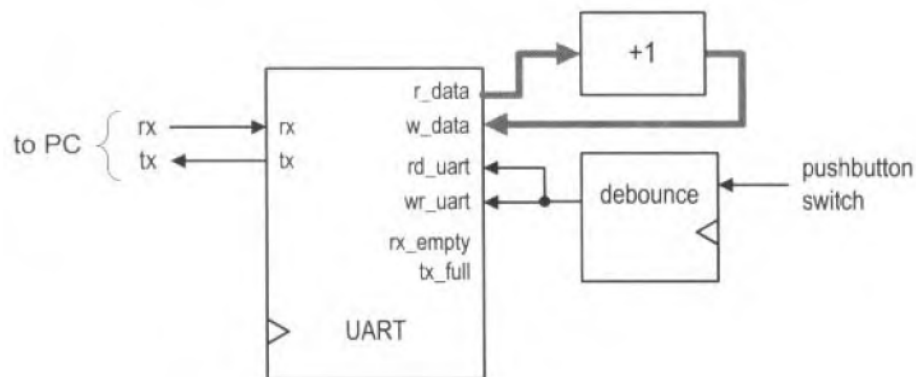 +1
r_data
w_data
to PC
rx
rx
tx
tx
rd_uart
wr_uart
debounce
pushbutton
switch
rx_empty
tx_full
UART